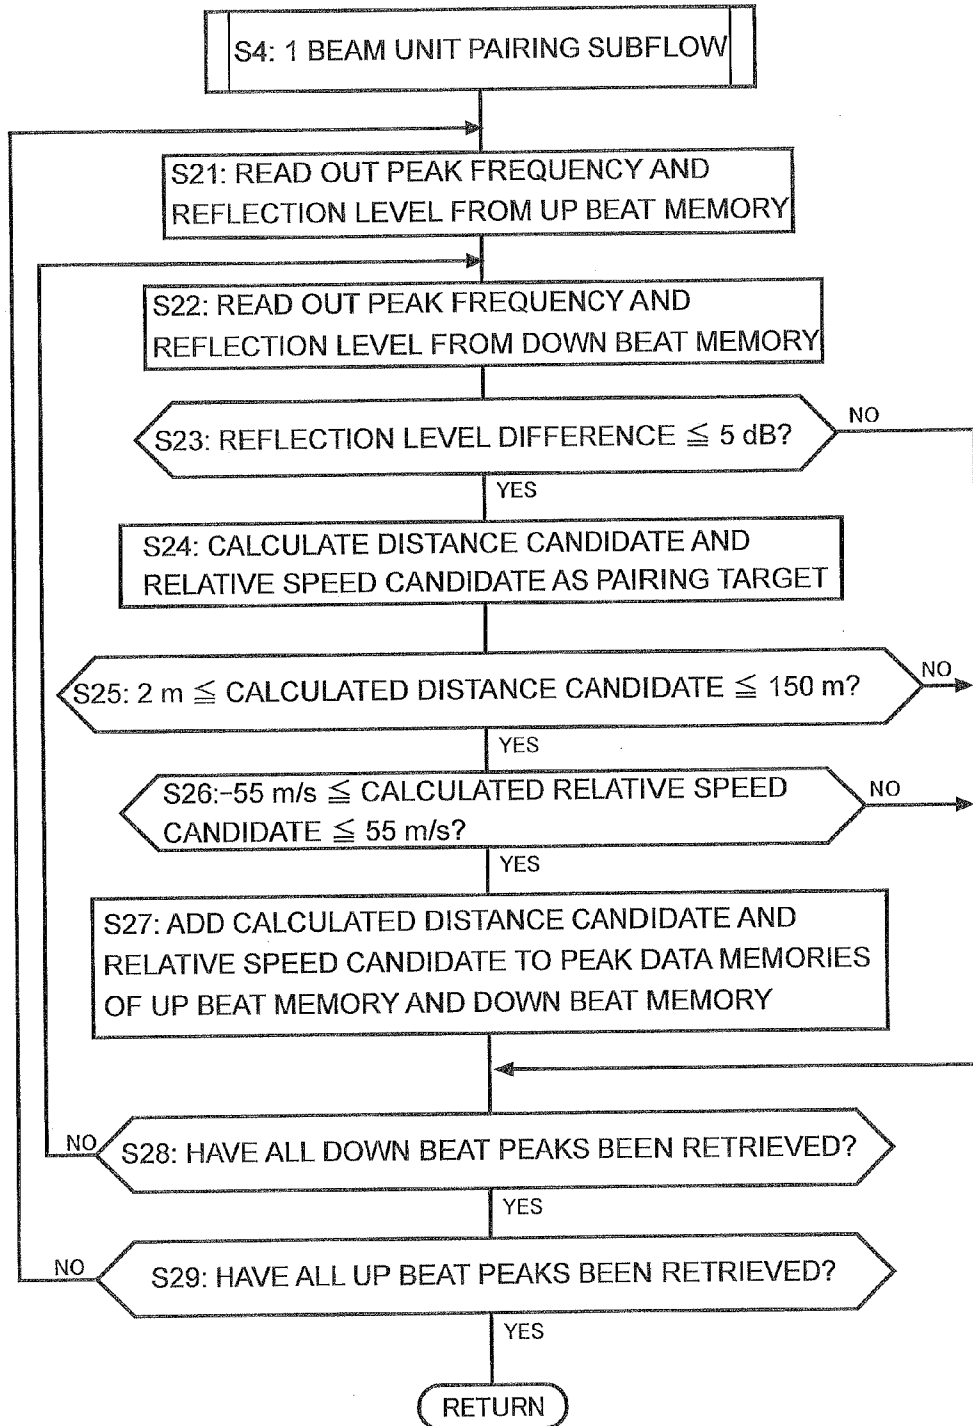 S4: 1 BEAM UNIT PAIRING SUBFLOW
S21: READ OUT PEAK FREQUENCY AND
REFLECTION LEVEL FROM UP BEAT MEMORY
S22: READ OUT PEAK FREQUENCY AND
REFLECTION LEVEL FROM DOWN BEAT MEMORY
S23: REFLECTION LEVEL DIFFERENCE ≦ 5 dB?
NO
YES
S24: CALCULATE DISTANCE CANDIDATE AND
RELATIVE SPEED CANDIDATE AS PAIRING TARGET
S25: 2 m ≦ CALCULATED DISTANCE CANDIDATE ≦ 150 m?
NO
YES
S26:−55 m/s ≦ CALCULATED RELATIVE SPEED
CANDIDATE ≦ 55 m/s?
NO
YES
S27: ADD CALCULATED DISTANCE CANDIDATE AND
RELATIVE SPEED CANDIDATE TO PEAK DATA MEMORIES
OF UP BEAT MEMORY AND DOWN BEAT MEMORY
NO
S28: HAVE ALL DOWN BEAT PEAKS BEEN RETRIEVED?
YES
NO
S29: HAVE ALL UP BEAT PEAKS BEEN RETRIEVED?
YES
RETURN